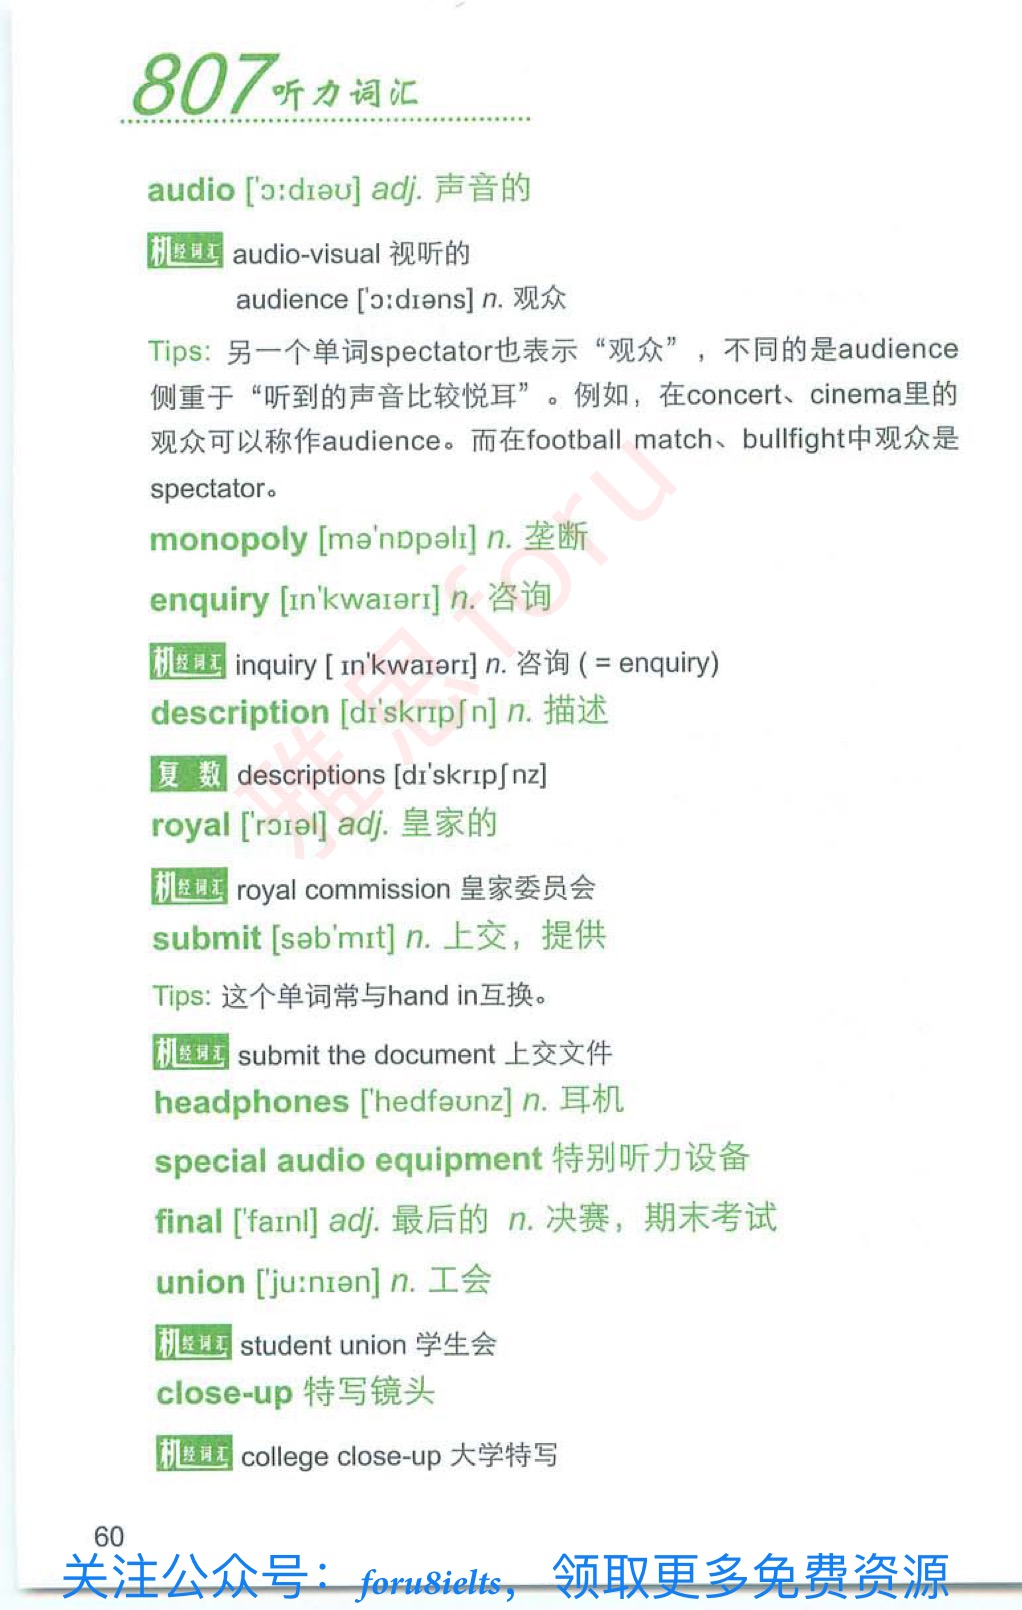 807听力词汇
audio ['ɔ:dɪəʊ] adj. 声音的
机经词汇 audio-visual 视听的
audience ['ɔ:dɪəns] n. 观众
Tips: 另一个单词spectator也表示“观众”，不同的是audience
侧重于“听到的声音比较悦耳”。例如，在concert、cinema里的
观众可以称作audience。而在football match、bullfight中观众是
spectator。
monopoly [mə'nɒpəlɪ] n. 垄断
enquiry [ɪn'kwaɪərɪ] n. 咨询
机经词汇 inquiry [ ɪn'kwaɪərɪ] n. 咨询 ( = enquiry)
description [dɪ'skrɪpʃn] n. 描述
复数 descriptions [dɪ'skrɪpʃnz]
royal ['rɔɪəl] adj. 皇家的
机经词汇 royal commission 皇家委员会
submit [səb'mɪt] n. 上交，提供
Tips: 这个单词常与hand in互换。
机经词汇 submit the document 上交文件
headphones ['hedfəʊnz] n. 耳机
special audio equipment 特别听力设备
final ['faɪnl] adj. 最后的 n. 决赛，期末考试
union ['ju:nɪən] n. 工会
机经词汇 student union 学生会
close-up 特写镜头
机经词汇 college close-up 大学特写
60
关注公众号：foru8ielts，领取更多免费资源
雅思foru